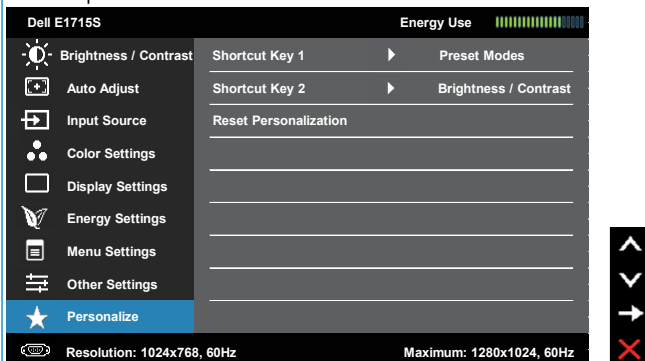 Dell E1715S Energy Use
Brightness / Contrast Shortcut Key 1 Preset Modes
Auto Adjust Shortcut Key 2 Brightness / Contrast
Input Source Reset Personalization
Color Settings
Display Settings
Energy Settings
Menu Settings
Other Settings
Personalize
Resolution: 1024x768, 60Hz Maximum: 1280x1024, 60Hz